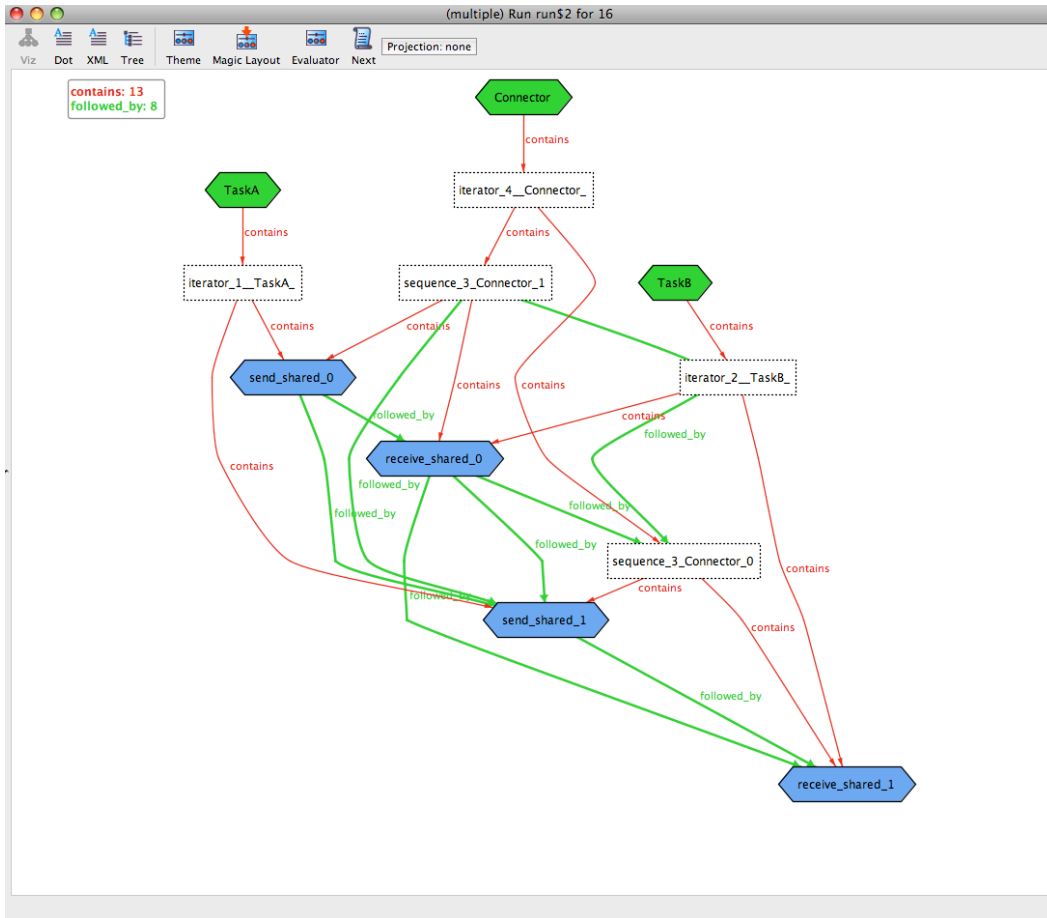 (multiple) Run run$2 for 16
Viz Dot XML Tree Theme Magic Layout Evaluator Next Projection: none
contains: 13
followed_by: 8
Connector
contains
TaskA
iterator_4__Connector_
contains
contains
iterator_1__TaskA_
sequence_3_Connector_1
TaskB
contains
contains
contains
send_shared_0
iterator_2__TaskB_
contains
contains
followed_by
contains
followed_by
receive_shared_0
contains
followed_by
followed_by
followed_by
followed_by
sequence_3_Connector_0
contains
contains
followed_by
send_shared_1
contains
followed_by
receive_shared_1